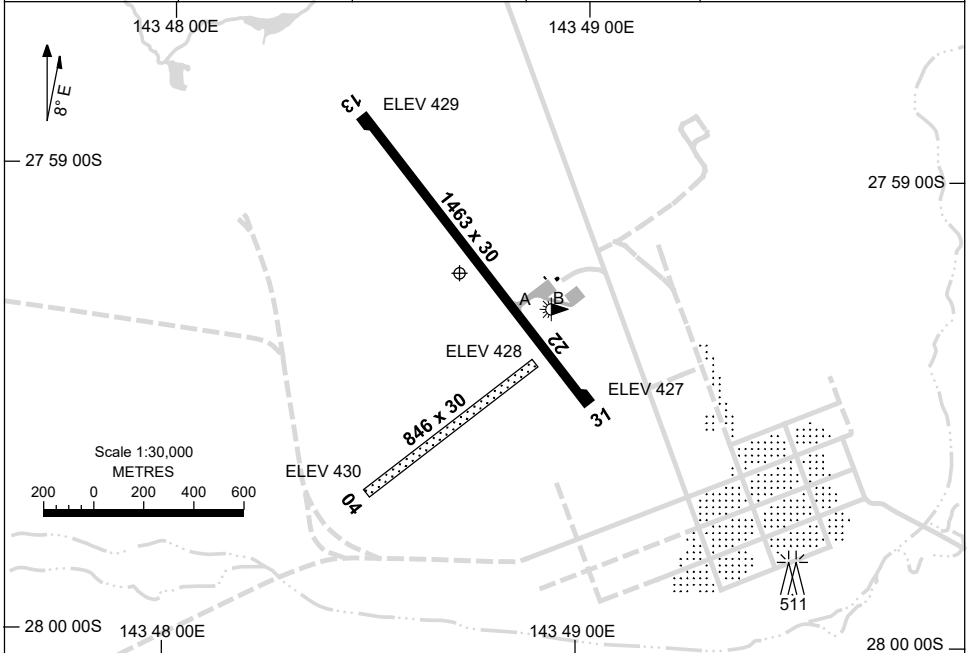 143 48 00E
143 49 00E
8° E
13
ELEV 429
27 59 00S
27 59 00S
1463 x 30
A
B
22
ELEV 428
ELEV 427
31
846 x 30
Scale 1:30,000
METRES
ELEV 430
200 0 200 400 600
04
511
28 00 00S
143 48 00E
143 49 00E
28 00 00S